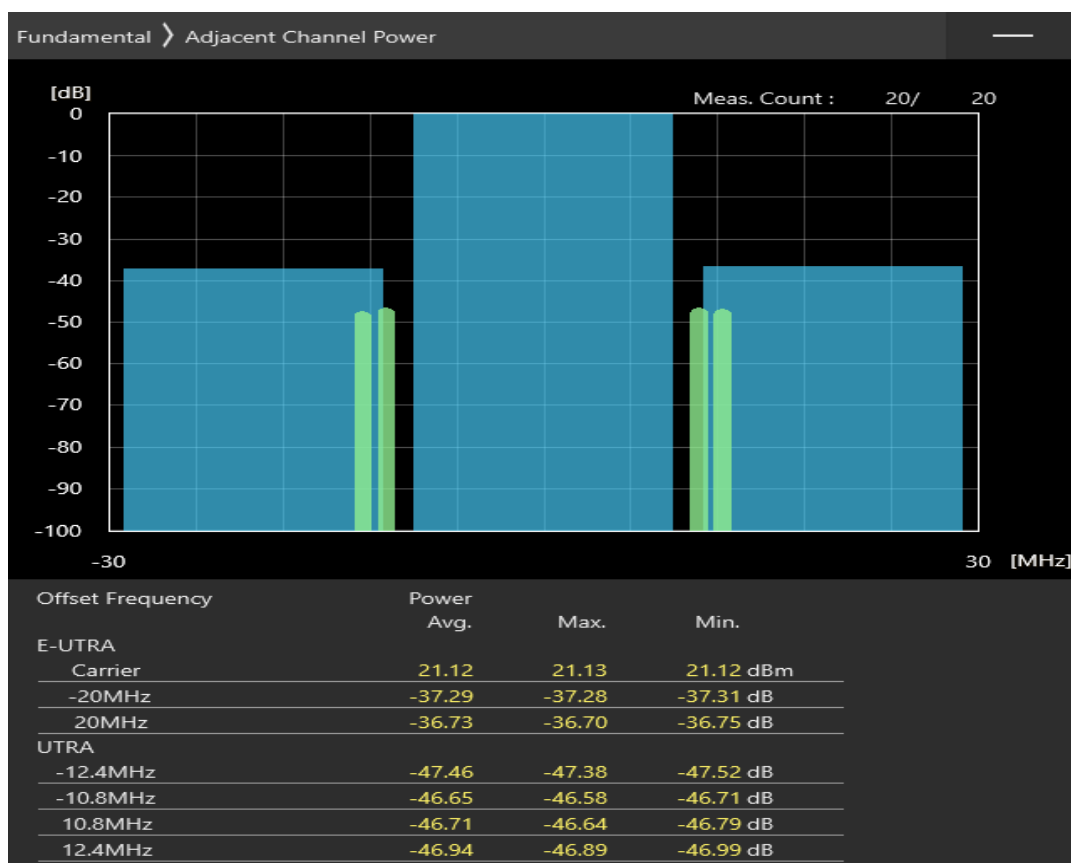 Fundamental 〉 Adjacent Channel Power
[dB]
Meas. Count : 20/ 20
0
-10
-20
-30
-40
-50
-60
-70
-80
-90
-100
-30 30 [MHz]
Offset Frequency Power
Avg. Max. Min.
E-UTRA
Carrier 21.12 21.13 21.12 dBm
-20MHz -37.29 -37.28 -37.31 dB
20MHz -36.73 -36.70 -36.75 dB
UTRA
-12.4MHz -47.46 -47.38 -47.52 dB
-10.8MHz -46.65 -46.58 -46.71 dB
10.8MHz -46.71 -46.64 -46.79 dB
12.4MHz -46.94 -46.89 -46.99 dB